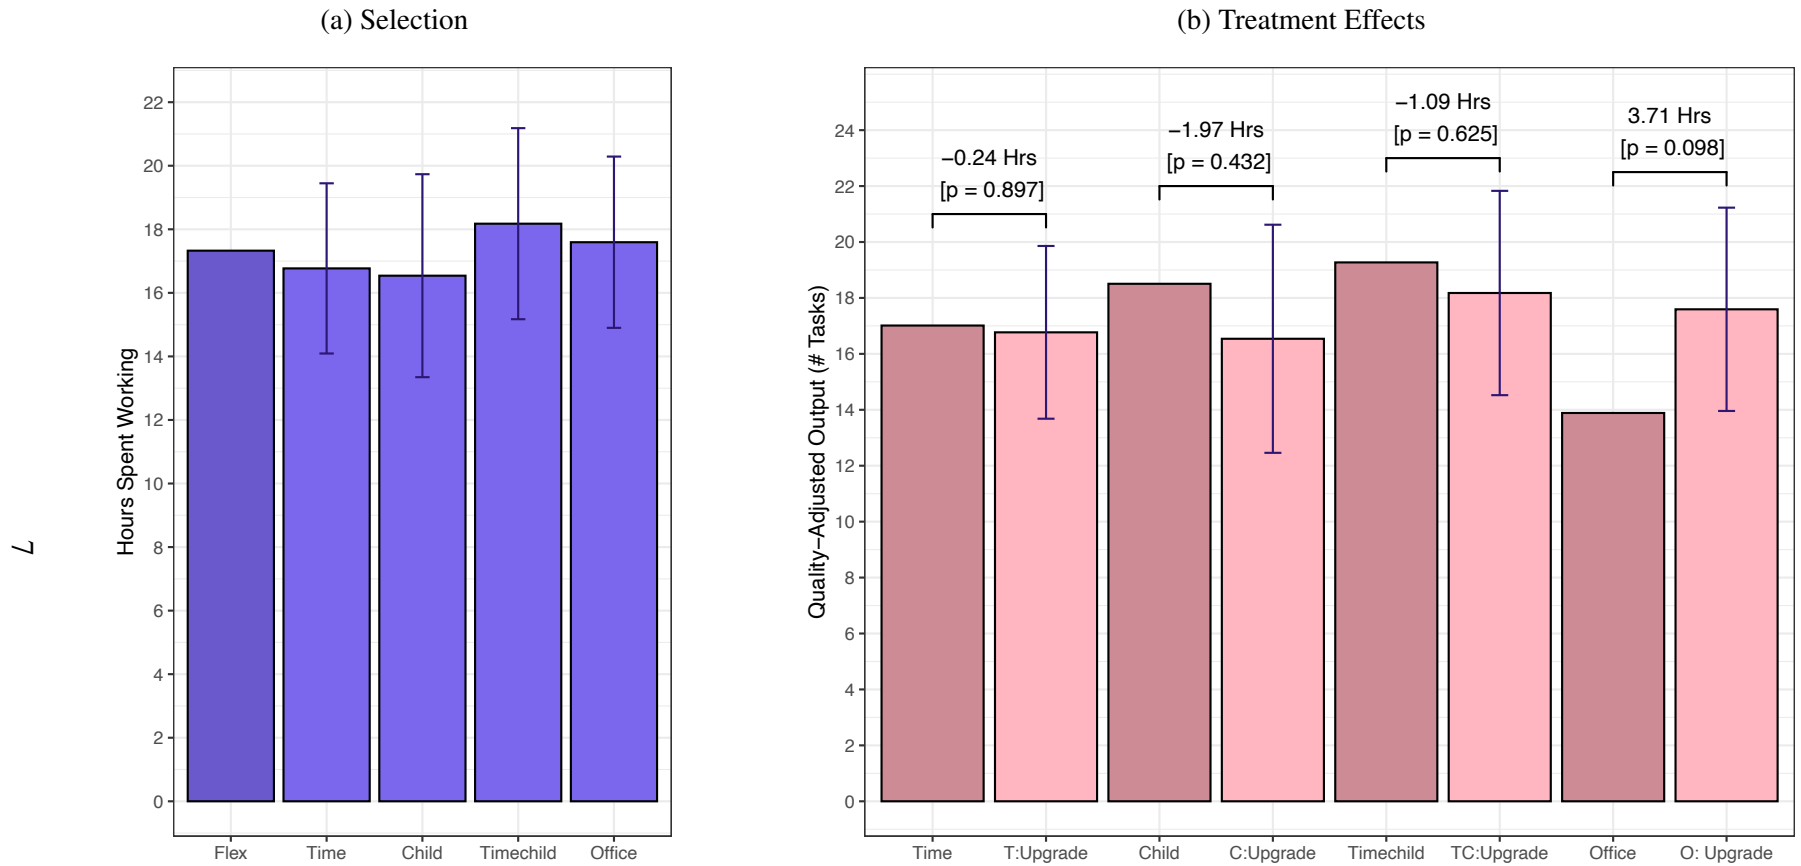 (a) Selection
Hours Spent Working
22
20
18
16
14
12
10
8
6
4
2
0
Flex Time Child Timechild Office
(b) Treatment Effects
Quality−Adjusted Output (# Tasks)
24
22
20
18
16
14
12
10
8
6
4
2
0
−0.24 Hrs
[p = 0.897]
−1.97 Hrs
[p = 0.432]
−1.09 Hrs
[p = 0.625]
3.71 Hrs
[p = 0.098]
Time T:Upgrade Child C:Upgrade Timechild TC:Upgrade Office O: Upgrade
7